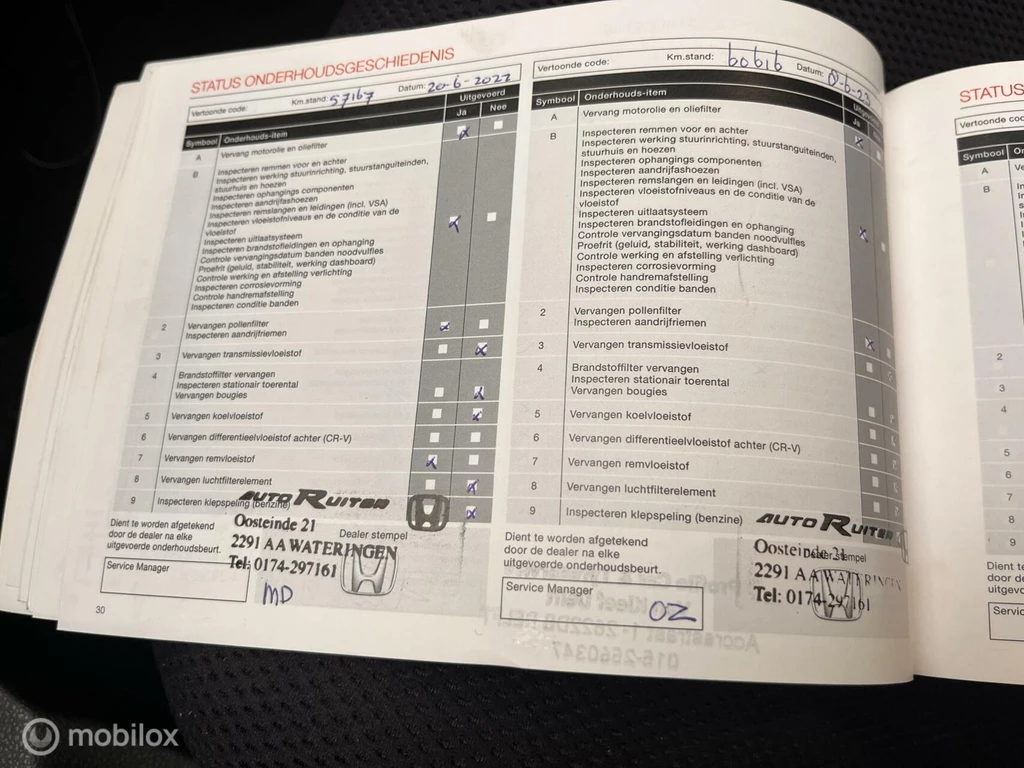 STATUS ONDERHOUDSGESCHIEDENIS
Vertoonde code: Km.stand: 57167 Datum: 20-6-2022
Symbool Onderhouds-item Uitgevoerd
Ja Nee
A Vervang motorolie en oliefilter
B Inspecteren remmen voor en achter
Inspecteren werking stuurinrichting, stuurstanguiteinden,
stuurhuis en hoezen
Inspecteren ophangings componenten
Inspecteren aandrijfashoezen
Inspecteren remslangen en leidingen (incl. VSA)
Inspecteren vloeistofniveaus en de conditie van de
vloeistof
Inspecteren uitlaatsysteem
Inspecteren brandstofleidingen en ophanging
Controle vervangingsdatum banden noodvulfles
Proefrit (geluid, stabiliteit, werking dashboard)
Controle werking en afstelling verlichting
Inspecteren corrosievorming
Controle handremafstelling
Inspecteren conditie banden
2 Vervangen pollenfilter
Inspecteren aandrijfriemen
3 Vervangen transmissievloeistof
4 Brandstoffilter vervangen
Inspecteren stationair toerental
Vervangen bougies
5 Vervangen koelvloeistof
6 Vervangen differentieelvloeistof achter (CR-V)
7 Vervangen remvloeistof
8 Vervangen luchtfilterelement
9 Inspecteren klepspeling (benzine)
AUTO RUITER
Oosteinde 21
2291 AA WATERINGEN
Tel: 0174-297161
Dient te worden afgetekend
door de dealer na elke
uitgevoerde onderhoudsbeurt.
Dealer stempel
Service Manager
MD
30
Vertoonde code: Km.stand: 60616 Datum:
Symbool Onderhouds-item
Ja
A Vervang motorolie en oliefilter
B Inspecteren remmen voor en achter
Inspecteren werking stuurinrichting, stuurstanguiteinden,
stuurhuis en hoezen
Inspecteren ophangings componenten
Inspecteren aandrijfashoezen
Inspecteren remslangen en leidingen (incl. VSA)
Inspecteren vloeistofniveaus en de conditie van de
vloeistof
Inspecteren uitlaatsysteem
Inspecteren brandstofleidingen en ophanging
Controle vervangingsdatum banden noodvulfles
Proefrit (geluid, stabiliteit, werking dashboard)
Controle werking en afstelling verlichting
Inspecteren corrosievorming
Controle handremafstelling
Inspecteren conditie banden
2 Vervangen pollenfilter
Inspecteren aandrijfriemen
3 Vervangen transmissievloeistof
4 Brandstoffilter vervangen
Inspecteren stationair toerental
Vervangen bougies
5 Vervangen koelvloeistof
6 Vervangen differentieelvloeistof achter (CR-V)
7 Vervangen remvloeistof
8 Vervangen luchtfilterelement
9 Inspecteren klepspeling (benzine)
AUTO RUITER
Oosteinde 21
2291 AA WATERINGEN
Tel: 0174-297161
Dient te worden afgetekend
door de dealer na elke
uitgevoerde onderhoudsbeurt.
Dealer stempel
Service Manager
OZ
STATUS
Vertoonde
Symbool
A
B
2
3
4
5
6
7
8
9
Dient
door
uitgevo
Servic
mobilox